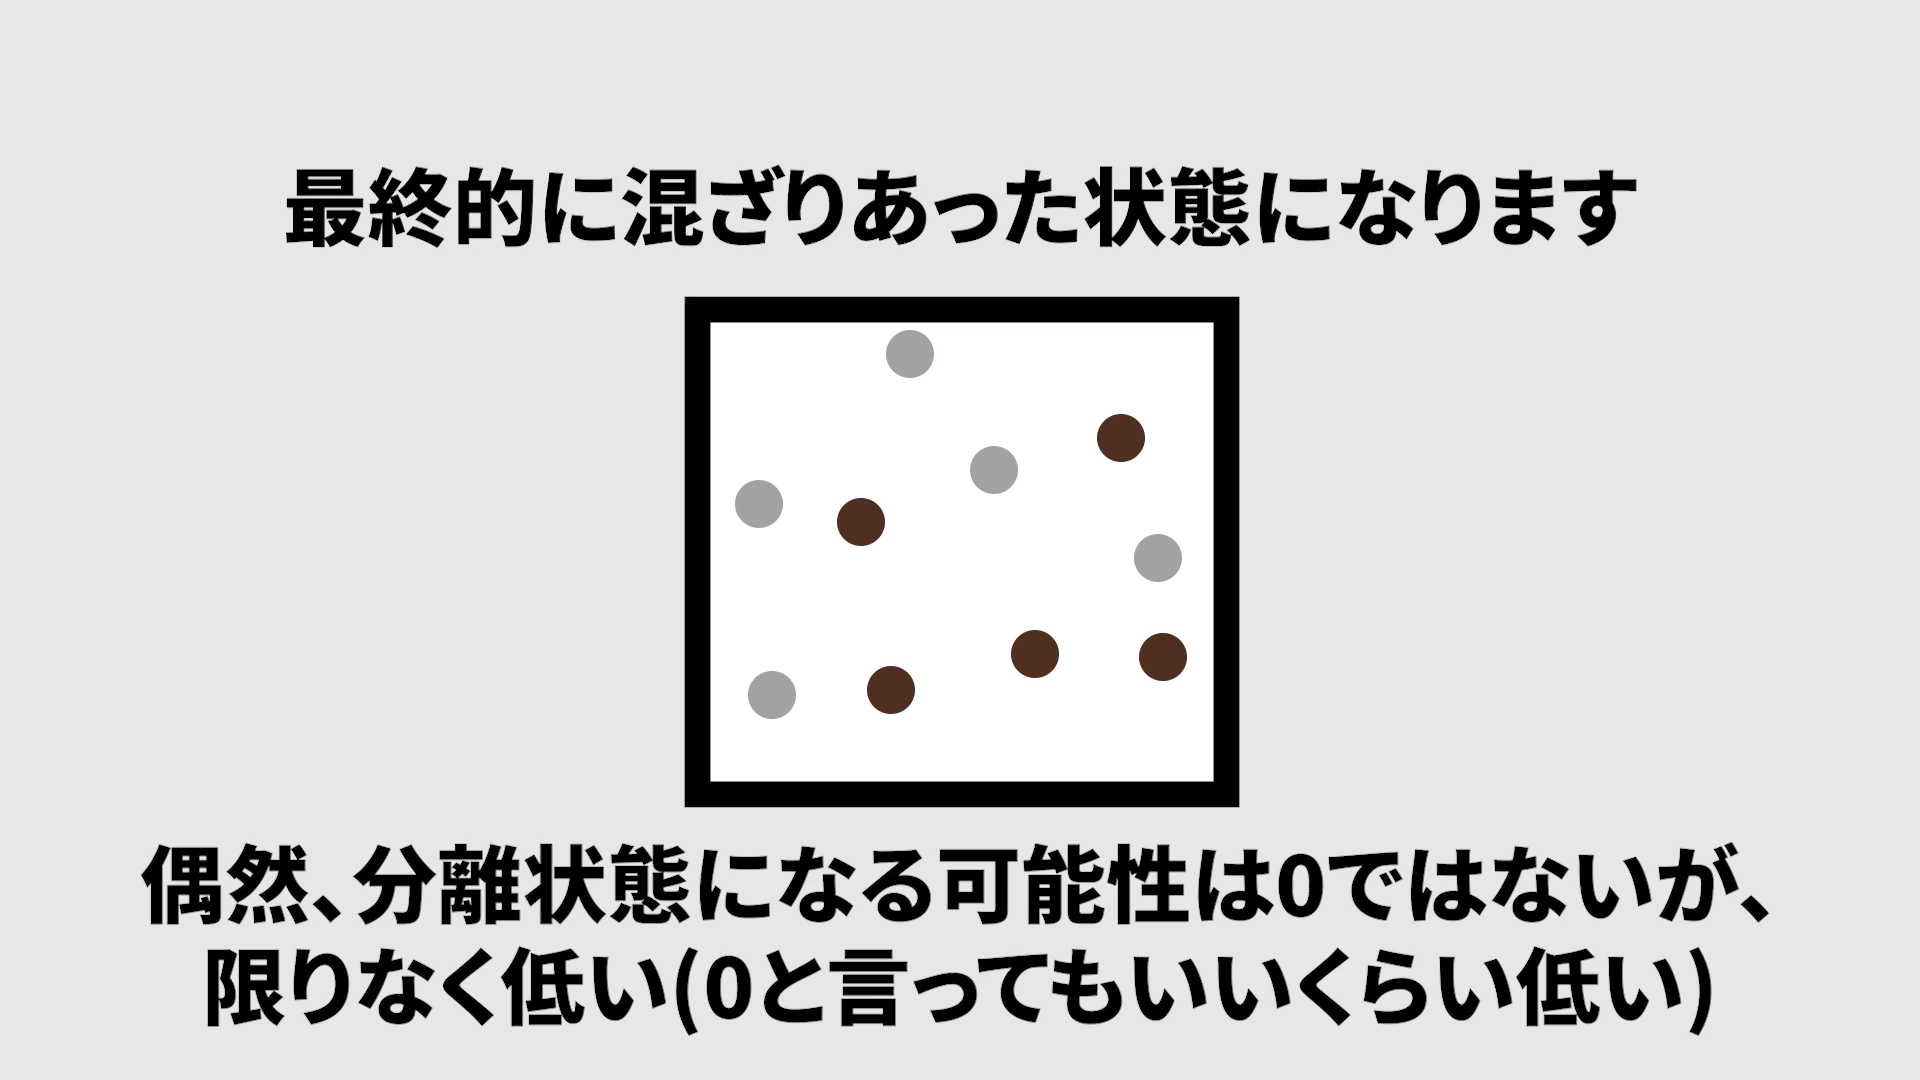 最終的に混ざりあった状態になります
偶然、分離状態になる可能性は0ではないが、
限りなく低い(0と言ってもいいくらい低い)